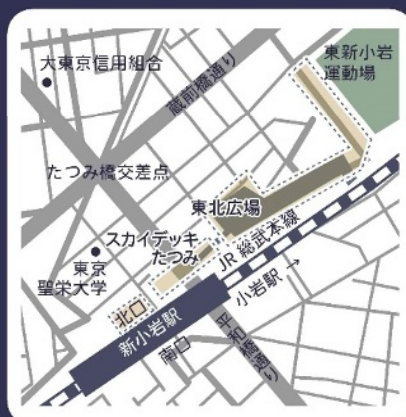 大東京信用組合
蔵前橋通り
東新小岩
運動場
たつみ橋交差点
東北広場
スカイデッキ
たつみ
JR 総武本線
小岩駅 →
東京
聖栄大学
北口
新小岩駅
南口
平和橋通り